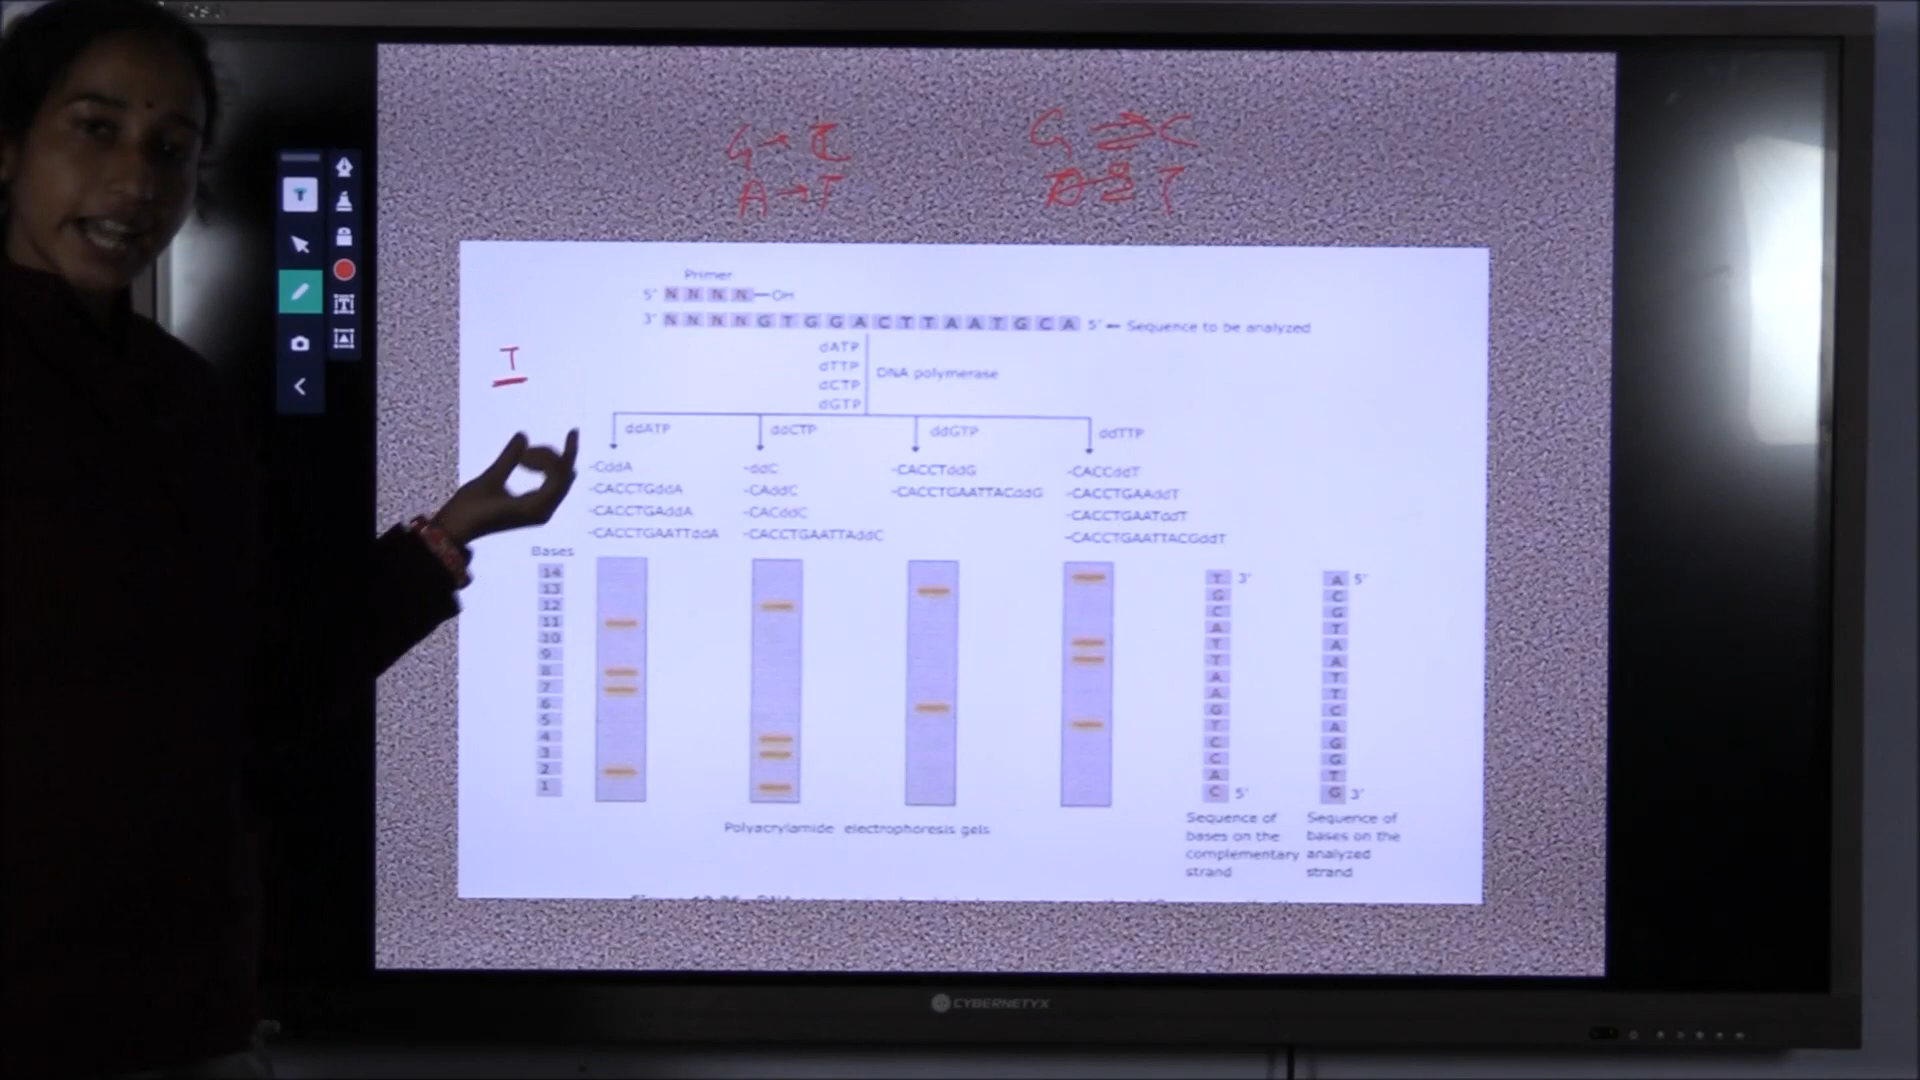 G → C
A → T
G ⇒ C
T
Primer
5' N N N N—OH
3' N N N N G T G G A C T T A A T G C A 5' — Sequence to be analyzed
I
dATP
dTTP
dCTP
dGTP
DNA polymerase
ddATP ddCTP ddGTP ddTTP
-CddA -ddC -CACCTddG -CACCddT
-CACCTGddA -CAddC -CACCTGAATTACddG -CACCTGAAddT
-CACCTGAddA -CACddC -CACCTGAATddT
-CACCTGAATTddA -CACCTGAATTAddC -CACCTGAATTACGddT
Bases
14 T 3' A 5'
13 G C
12 C G
11 A T
10 T A
9 T A
8 A T
7 A T
6 G C
5 T A
4 C G
3 C G
2 A T
1 C 5' G 3'
Polyacrylamide electrophoresis gels
Sequence of bases on the complementary strand
Sequence of bases on the analyzed strand
CYBERNETYX